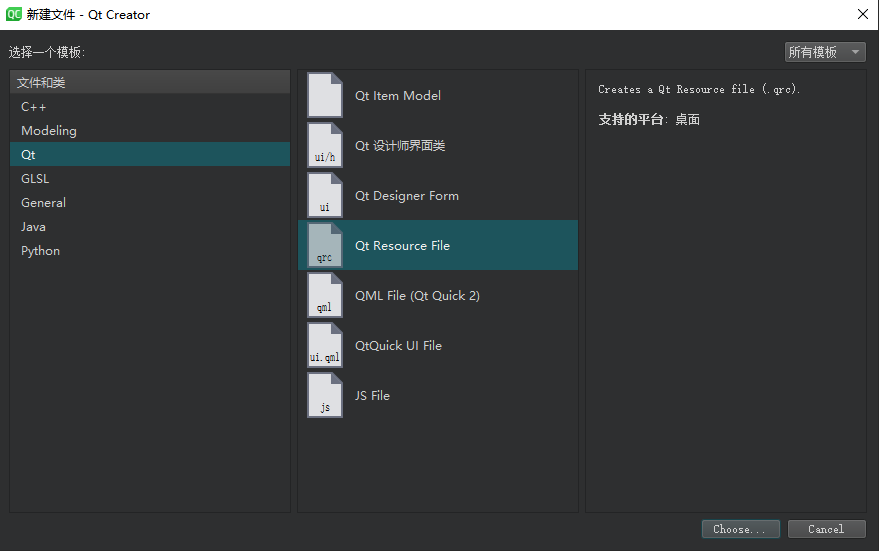 新建文件 - Qt Creator
选择一个模板:
所有模板
文件和类
C++
Modeling
Qt
GLSL
General
Java
Python
Qt Item Model
ui/h
Qt 设计师界面类
ui
Qt Designer Form
qrc
Qt Resource File
qml
QML File (Qt Quick 2)
ui.qml
QtQuick UI File
js
JS File
Creates a Qt Resource file (.qrc).
支持的平台: 桌面
Choose...
Cancel